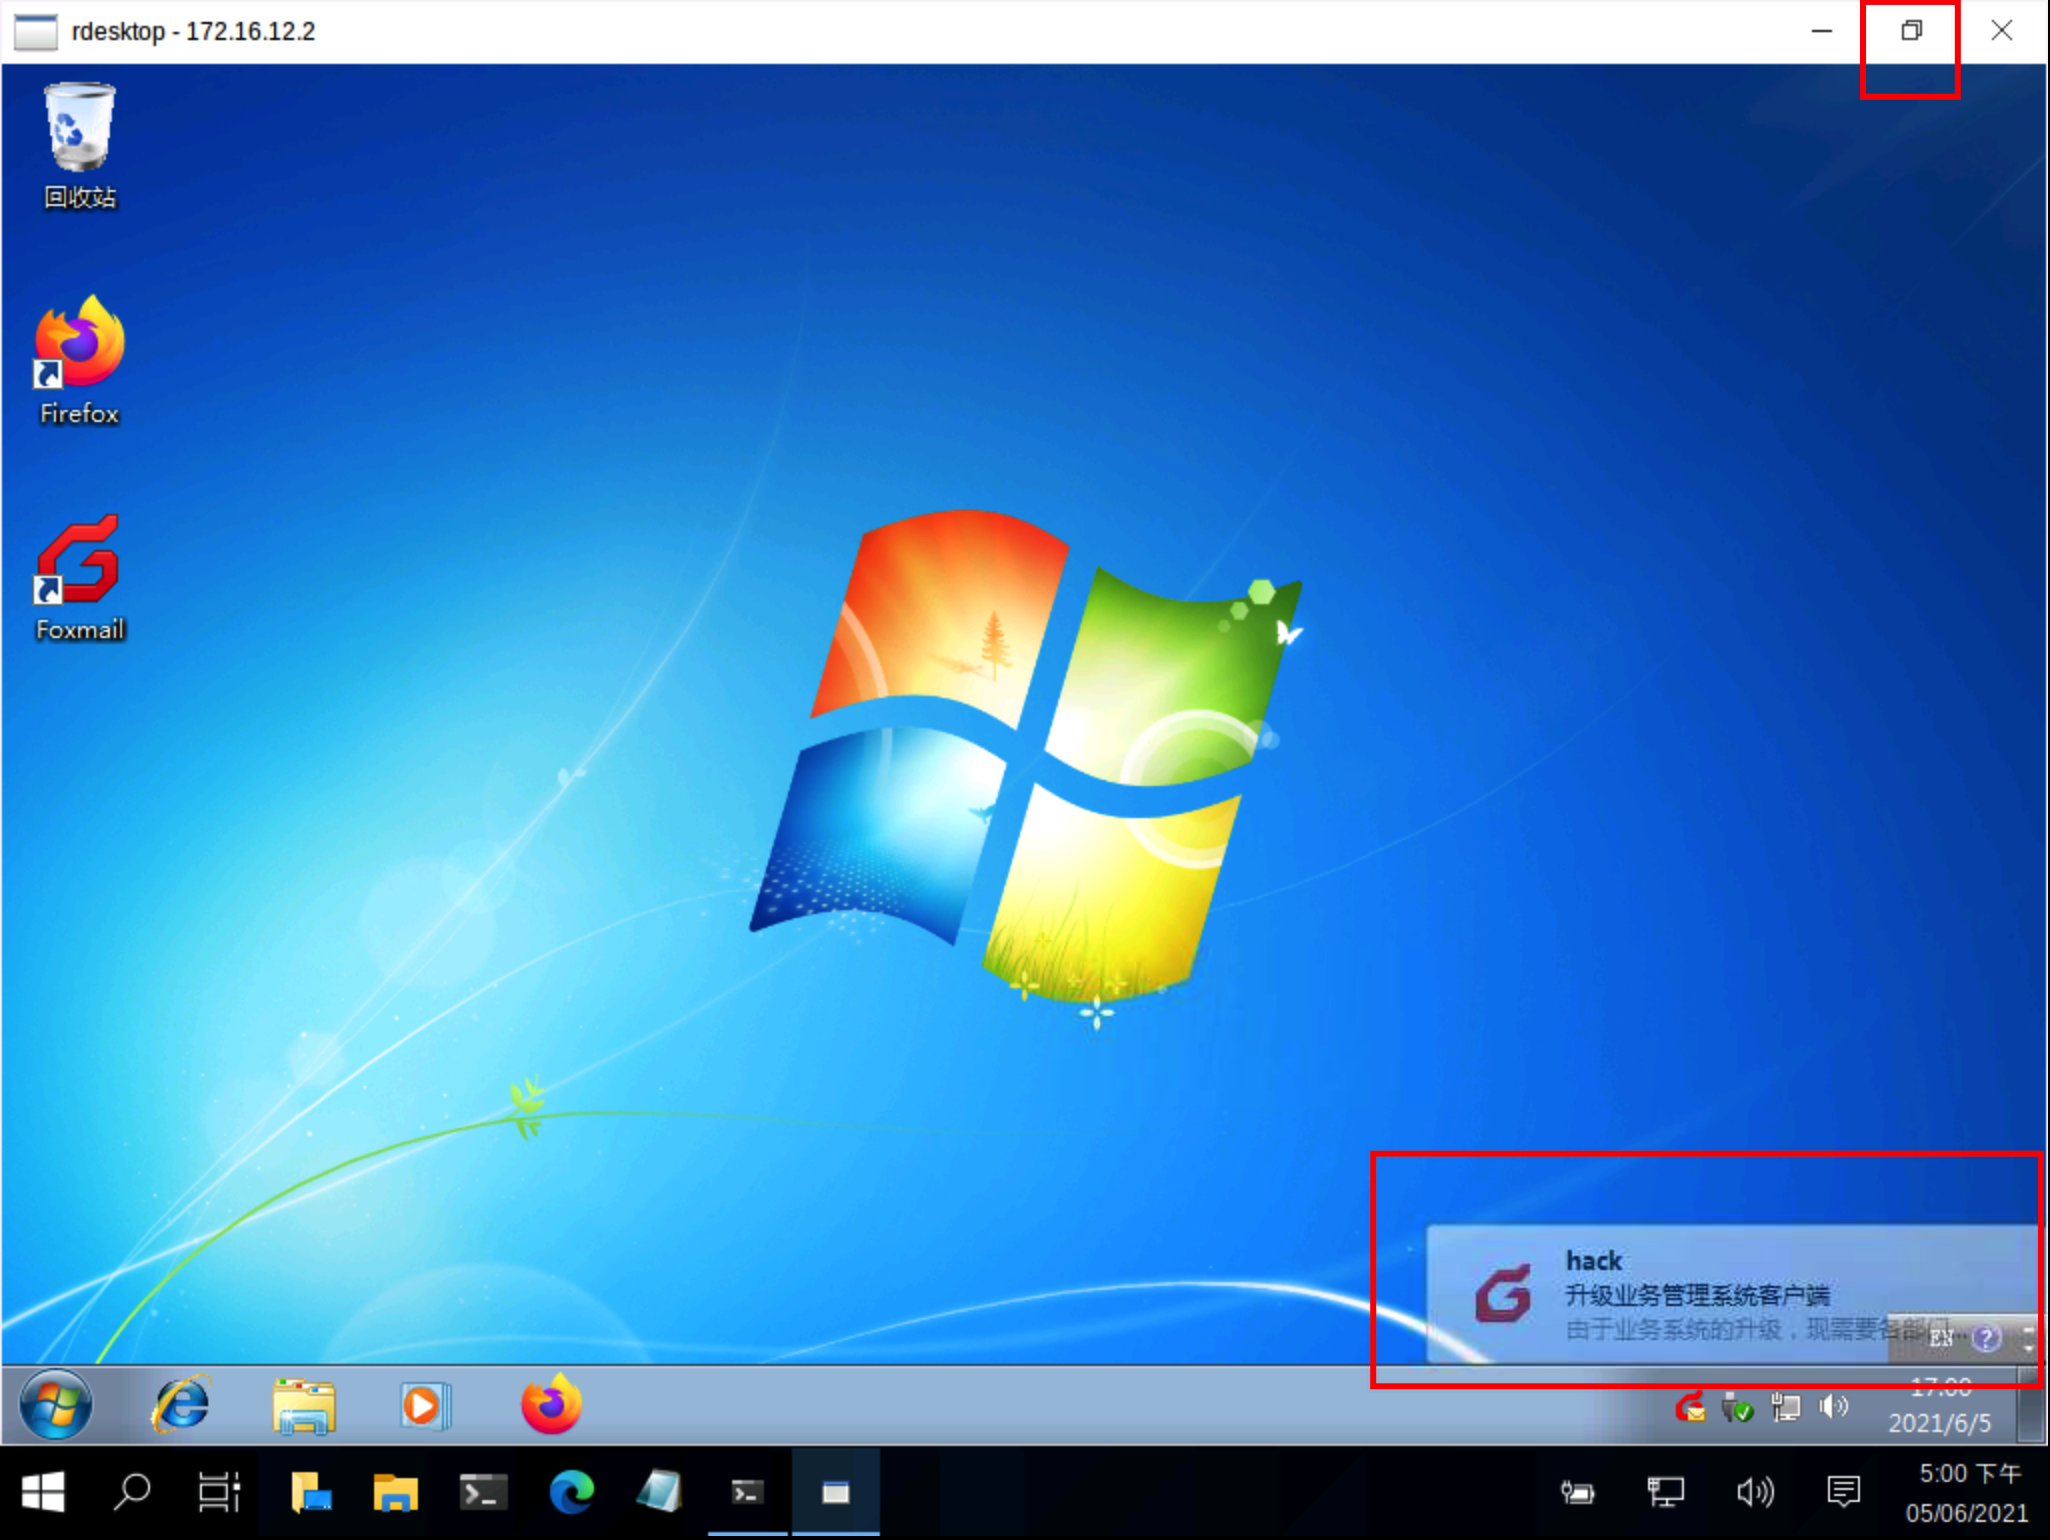 rdesktop - 172.16.12.2
回收站
Firefox
Foxmail
hack
升级业务管理系统客户端
由于业务系统的升级，现需要各部门...
EN
17:00
2021/6/5
5:00 下午
05/06/2021